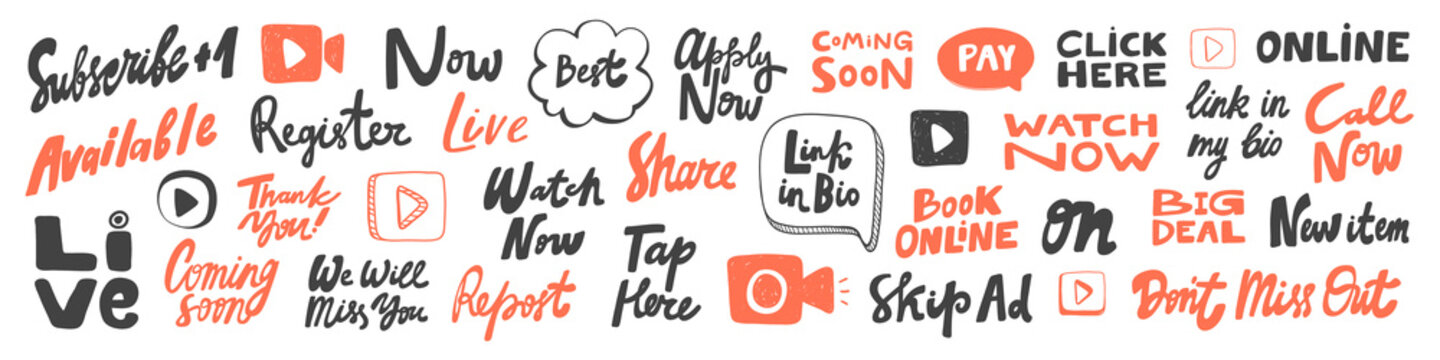 Subscribe +1
Now
Best
Apply
Now
COMING
SOON
PAY
CLICK
HERE
ONLINE
Available
Register
Live
Share
Link
in Bio
WATCH
NOW
link in
my bio
Call
Now
Thank
You!
Watch
Now
BOOK
ONLINE
on
BIG
DEAL
New item
Li
ve
Coming
soon
We Will
Miss You
Repost
Tap
Here
Skip Ad
Don't Miss Out